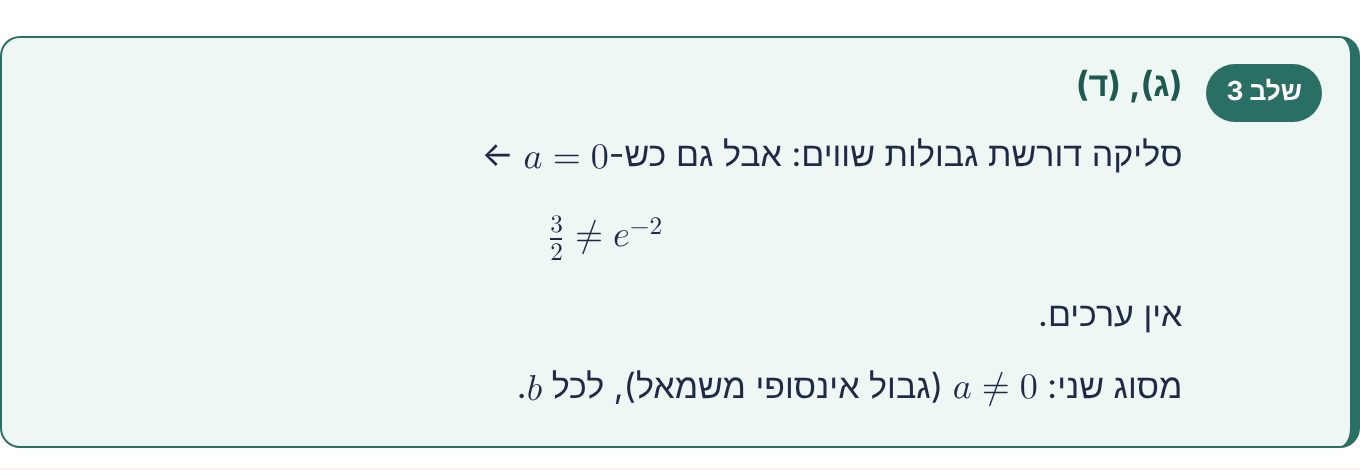 שלב 3
(ג), (ד)
סליקה דורשת גבולות שווים: אבל גם כש-a = 0 ←
3/2 ≠ e^{-2}
אין ערכים.
מסוג שני: a ≠ 0 (גבול אינסופי משמאל), לכל b.